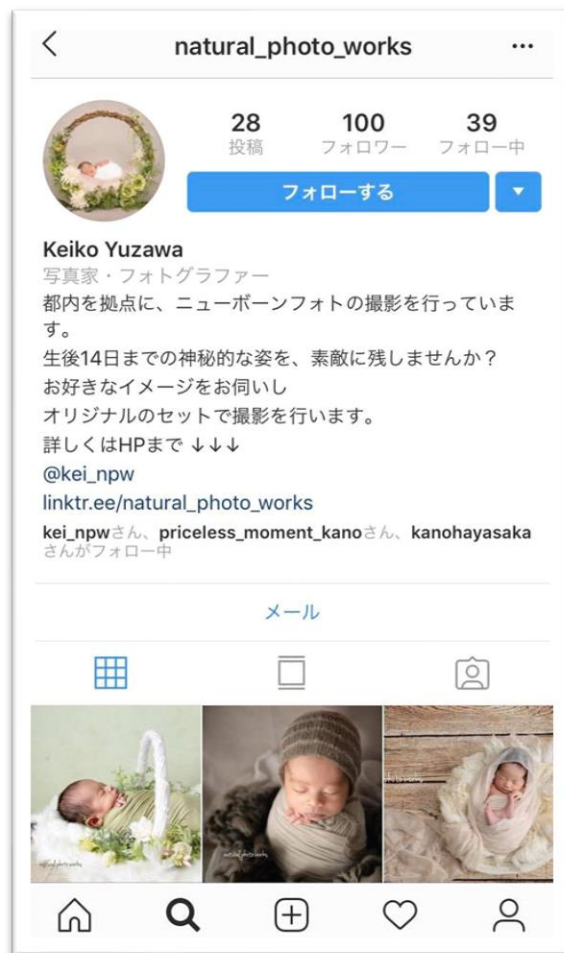 natural_photo_works
28
投稿
100
フォロワー
39
フォロー中
フォローする
Keiko Yuzawa
写真家・フォトグラファー
都内を拠点に、ニューボーンフォトの撮影を行っていま
す。
生後14日までの神秘的な姿を、素敵に残しませんか？
お好きなイメージをお伺いし
オリジナルのセットで撮影を行います。
詳しくはHPまで ↓↓↓
@kei_npw
linktr.ee/natural_photo_works
kei_npwさん、priceless_moment_kanoさん、kanohayasaka
さんがフォロー中
メール
natural photo works